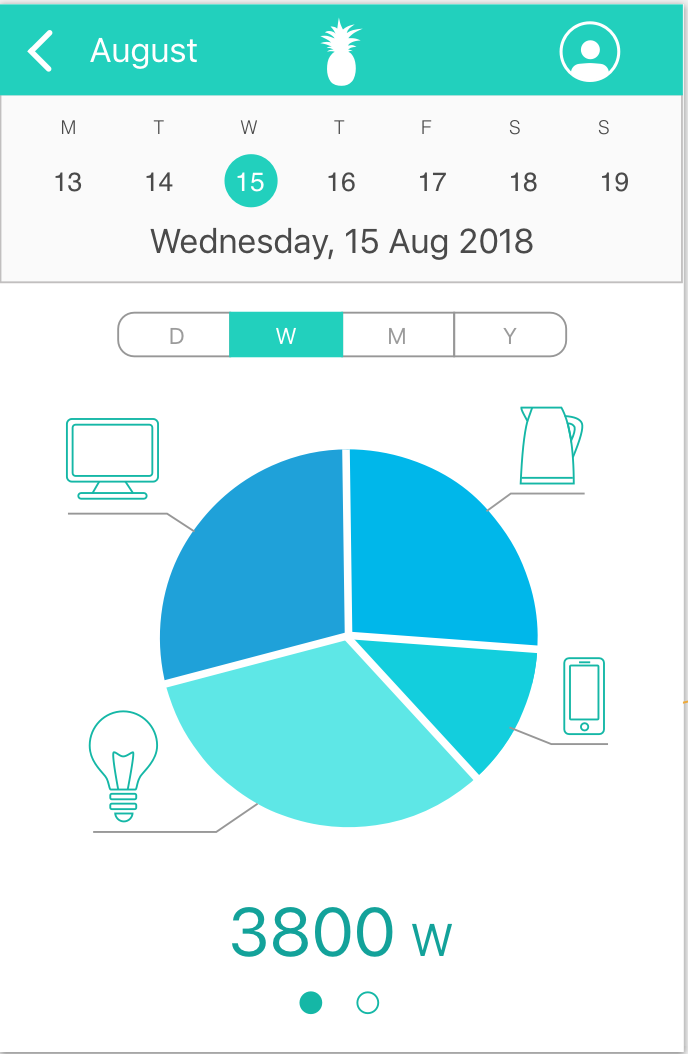 August
M T W T F S S
13 14 15 16 17 18 19
Wednesday, 15 Aug 2018
D W M Y
3800 W